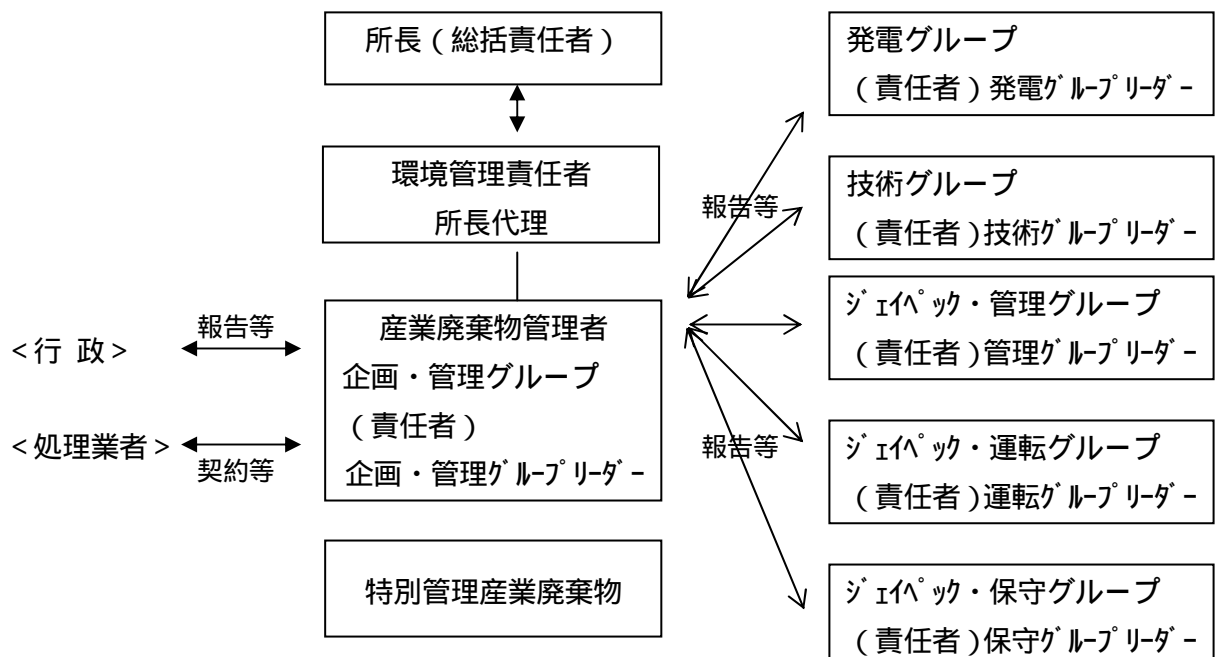 所長(総括責任者)
環境管理責任者
所長代理
<行 政>
報告等
<処理業者>
契約等
産業廃棄物管理者
企画・管理グループ
(責任者)
企画・管理ｸﾞﾙｰﾌﾟﾘｰﾀﾞｰ
特別管理産業廃棄物
報告等
報告等
発電グループ
(責任者)発電ｸﾞﾙｰﾌﾟﾘｰﾀﾞｰ
技術グループ
(責任者)技術ｸﾞﾙｰﾌﾟﾘｰﾀﾞｰ
ｼﾞｪｲﾍﾟｯｸ・管理グループ
(責任者)管理ｸﾞﾙｰﾌﾟﾘｰﾀﾞｰ
ｼﾞｪｲﾍﾟｯｸ・運転グループ
(責任者)運転ｸﾞﾙｰﾌﾟﾘｰﾀﾞｰ
ｼﾞｪｲﾍﾟｯｸ・保守グループ
(責任者)保守ｸﾞﾙｰﾌﾟﾘｰﾀﾞｰ